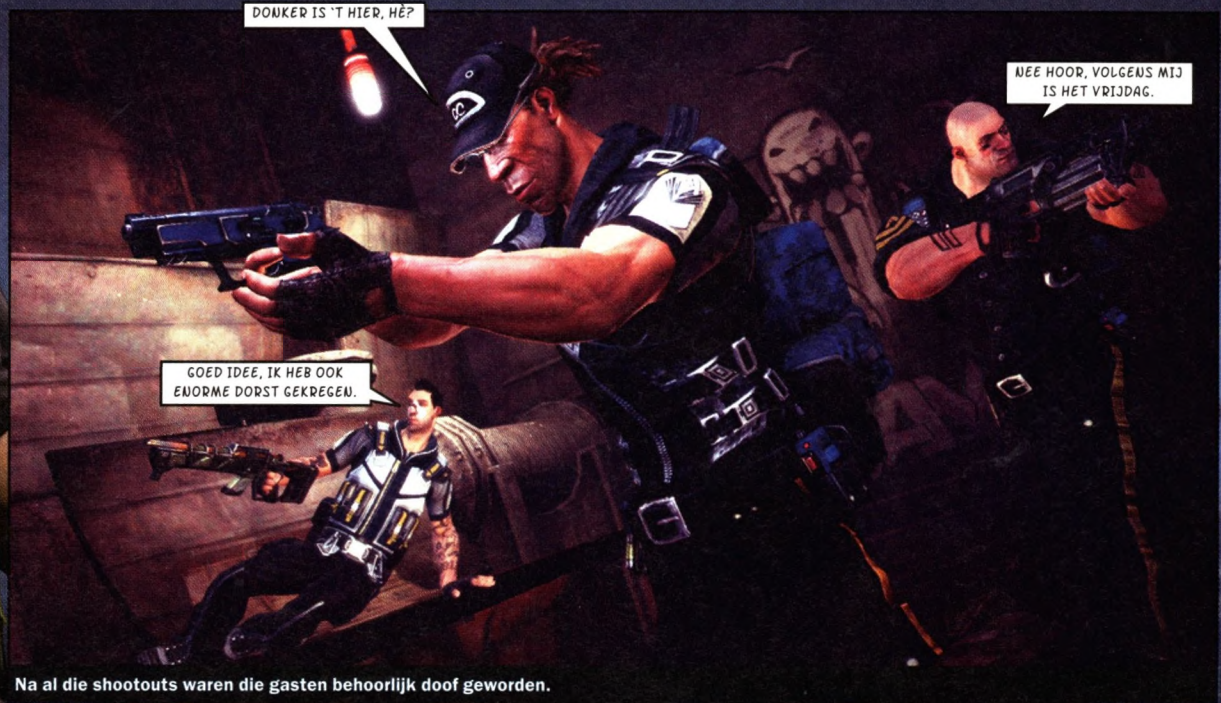 DONKER IS 'T HIER, HÈ?
NEE HOOR, VOLGENS MIJ
IS HET VRIJDAG.
GOED IDEE, IK HEB OOK
ENORME DORST GEKREGEN.
Na al die shootouts waren die gasten behoorlijk doof geworden.